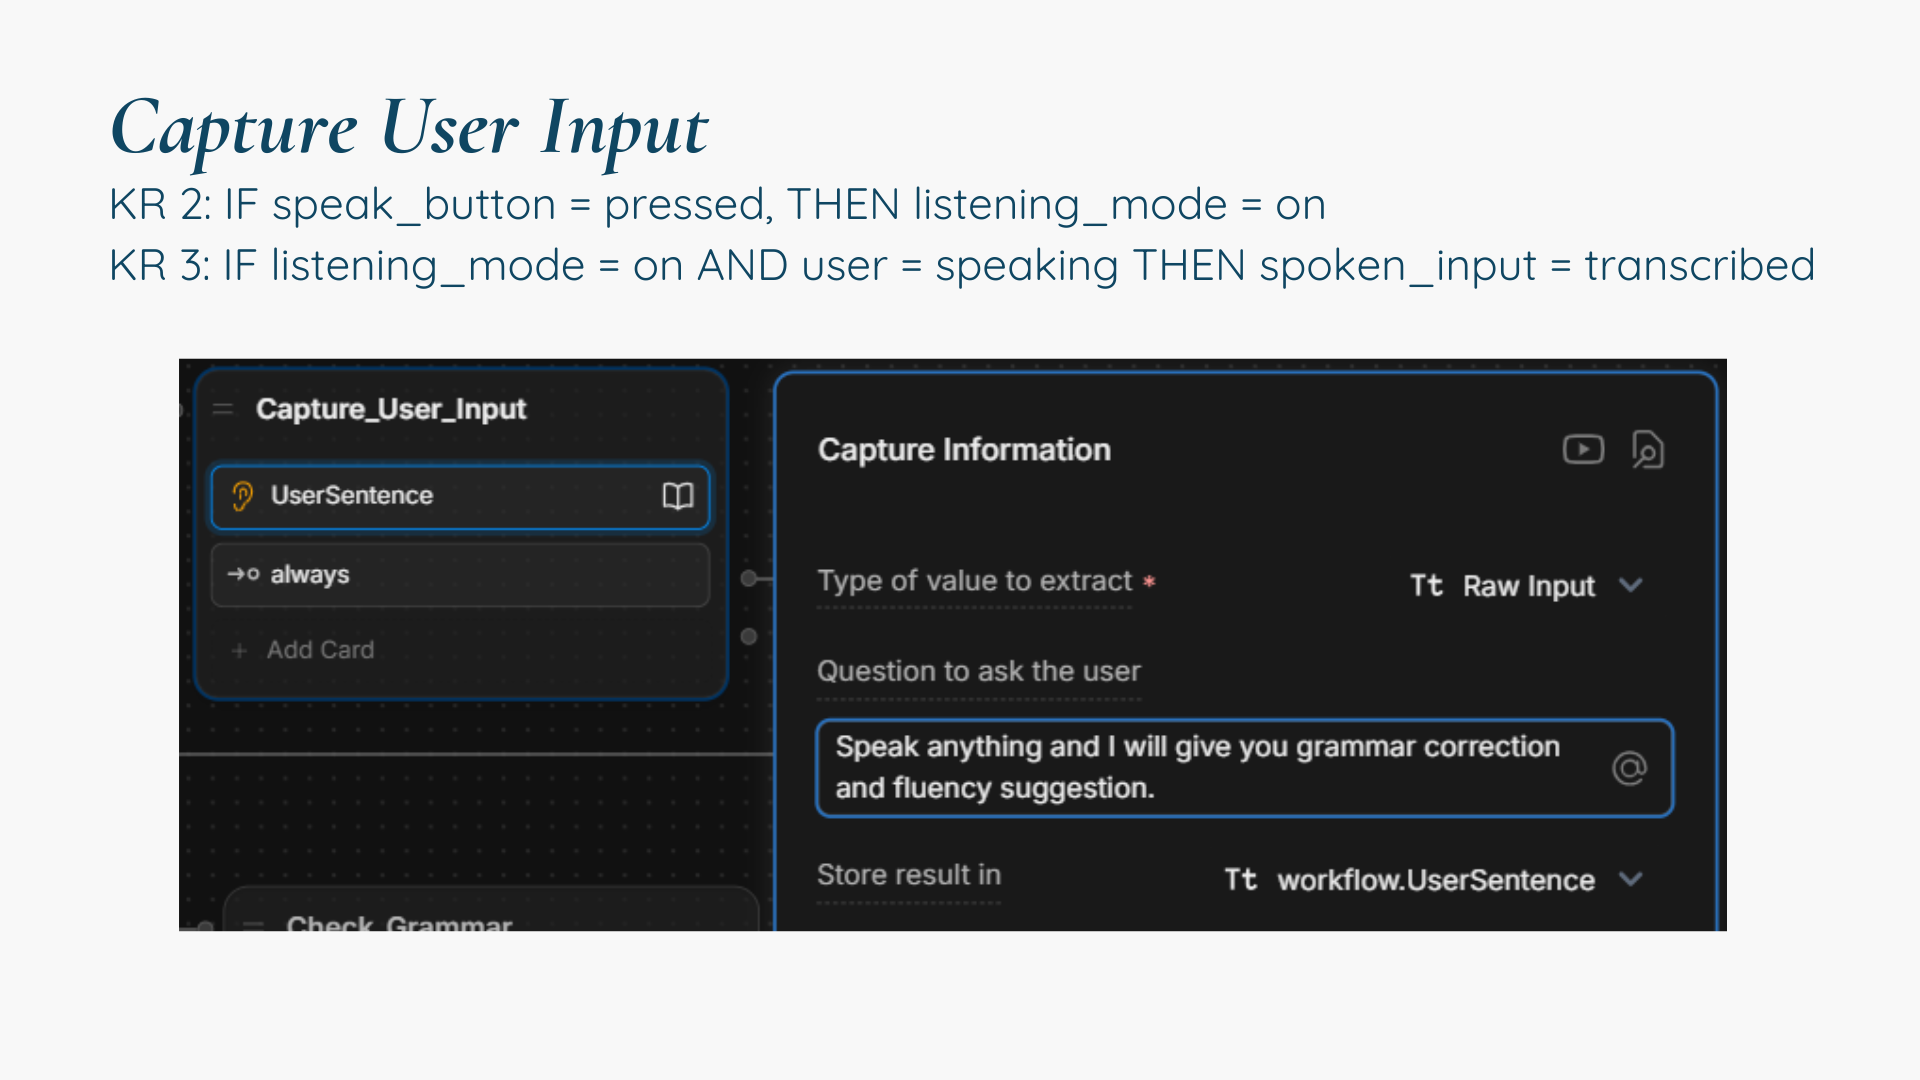 Capture User Input
KR 2: IF speak_button = pressed, THEN listening_mode = on
KR 3: IF listening_mode = on AND user = speaking THEN spoken_input = transcribed
Capture_User_Input
UserSentence
always
+ Add Card
Check_Grammar
Capture Information
Type of value to extract *
Tt Raw Input
Question to ask the user
Speak anything and I will give you grammar correction
and fluency suggestion.
@
Store result in
Tt workflow.UserSentence